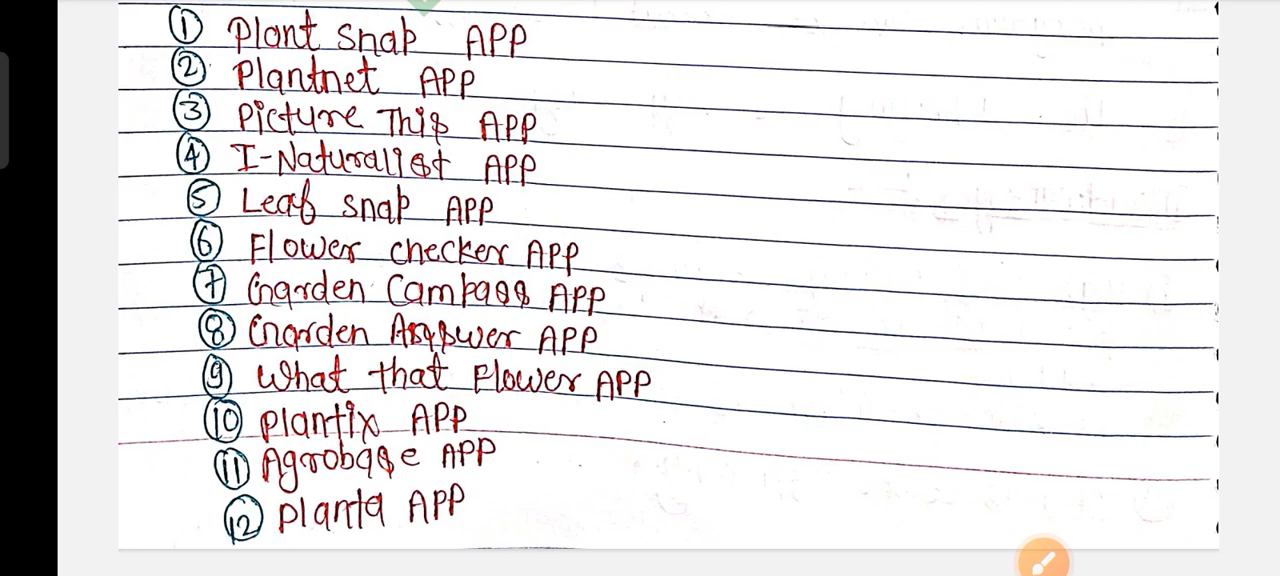 ① Plant snap APP
② Plantnet APP
③ Picture This APP
④ I-Naturalist APP
⑤ Leaf snap APP
⑥ Flower checker APP
⑦ Garden Campass APP
⑧ Garden Answer APP
⑨ What that Flower APP
⑩ Plantix APP
⑪ Agrobase APP
⑫ Planta APP